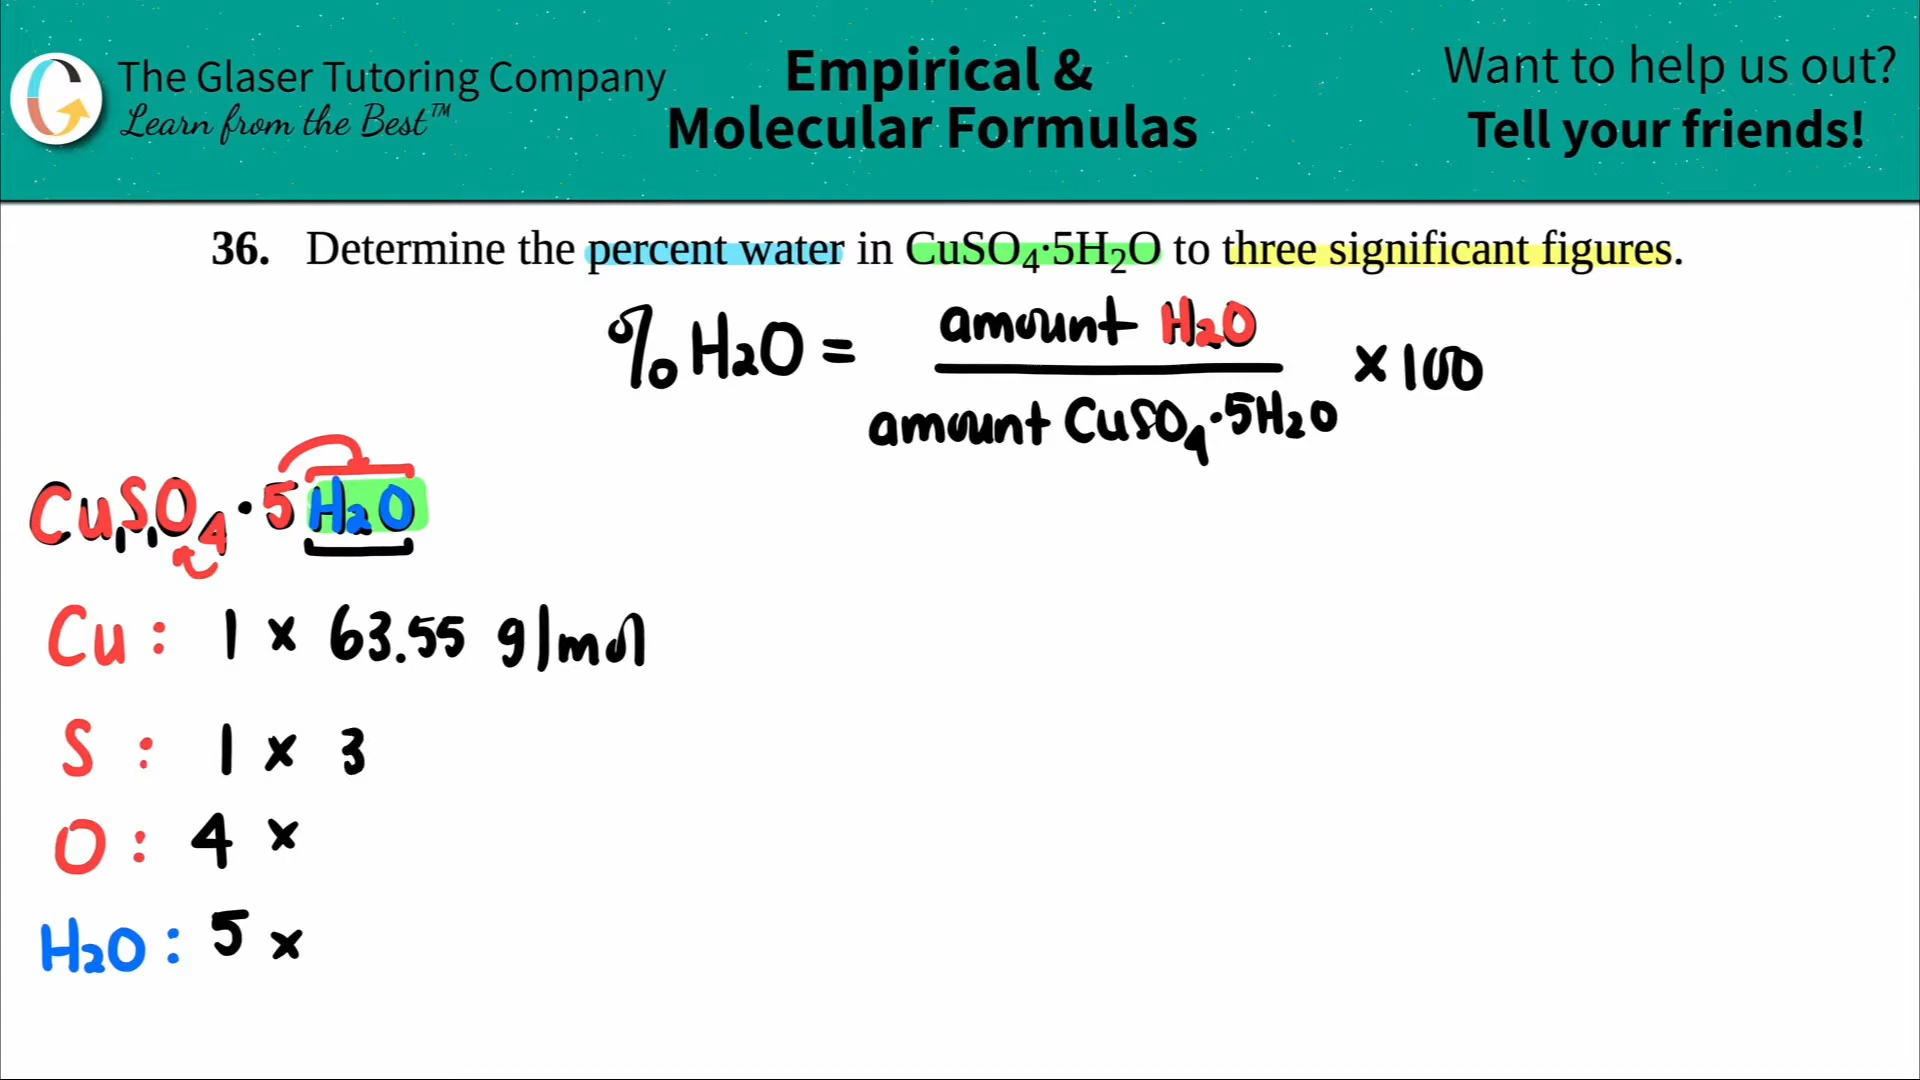 The Glaser Tutoring Company
Learn from the Best™
Empirical &
Molecular Formulas
Want to help us out?
Tell your friends!
36. Determine the percent water in CuSO₄·5H₂O to three significant figures.
% H₂O = amount H₂O / amount CuSO₄·5H₂O × 100
Cu₁S₁O₄·5H₂O
Cu: 1 × 63.55 g/mol
S: 1 × 3
O: 4 ×
H₂O: 5 ×